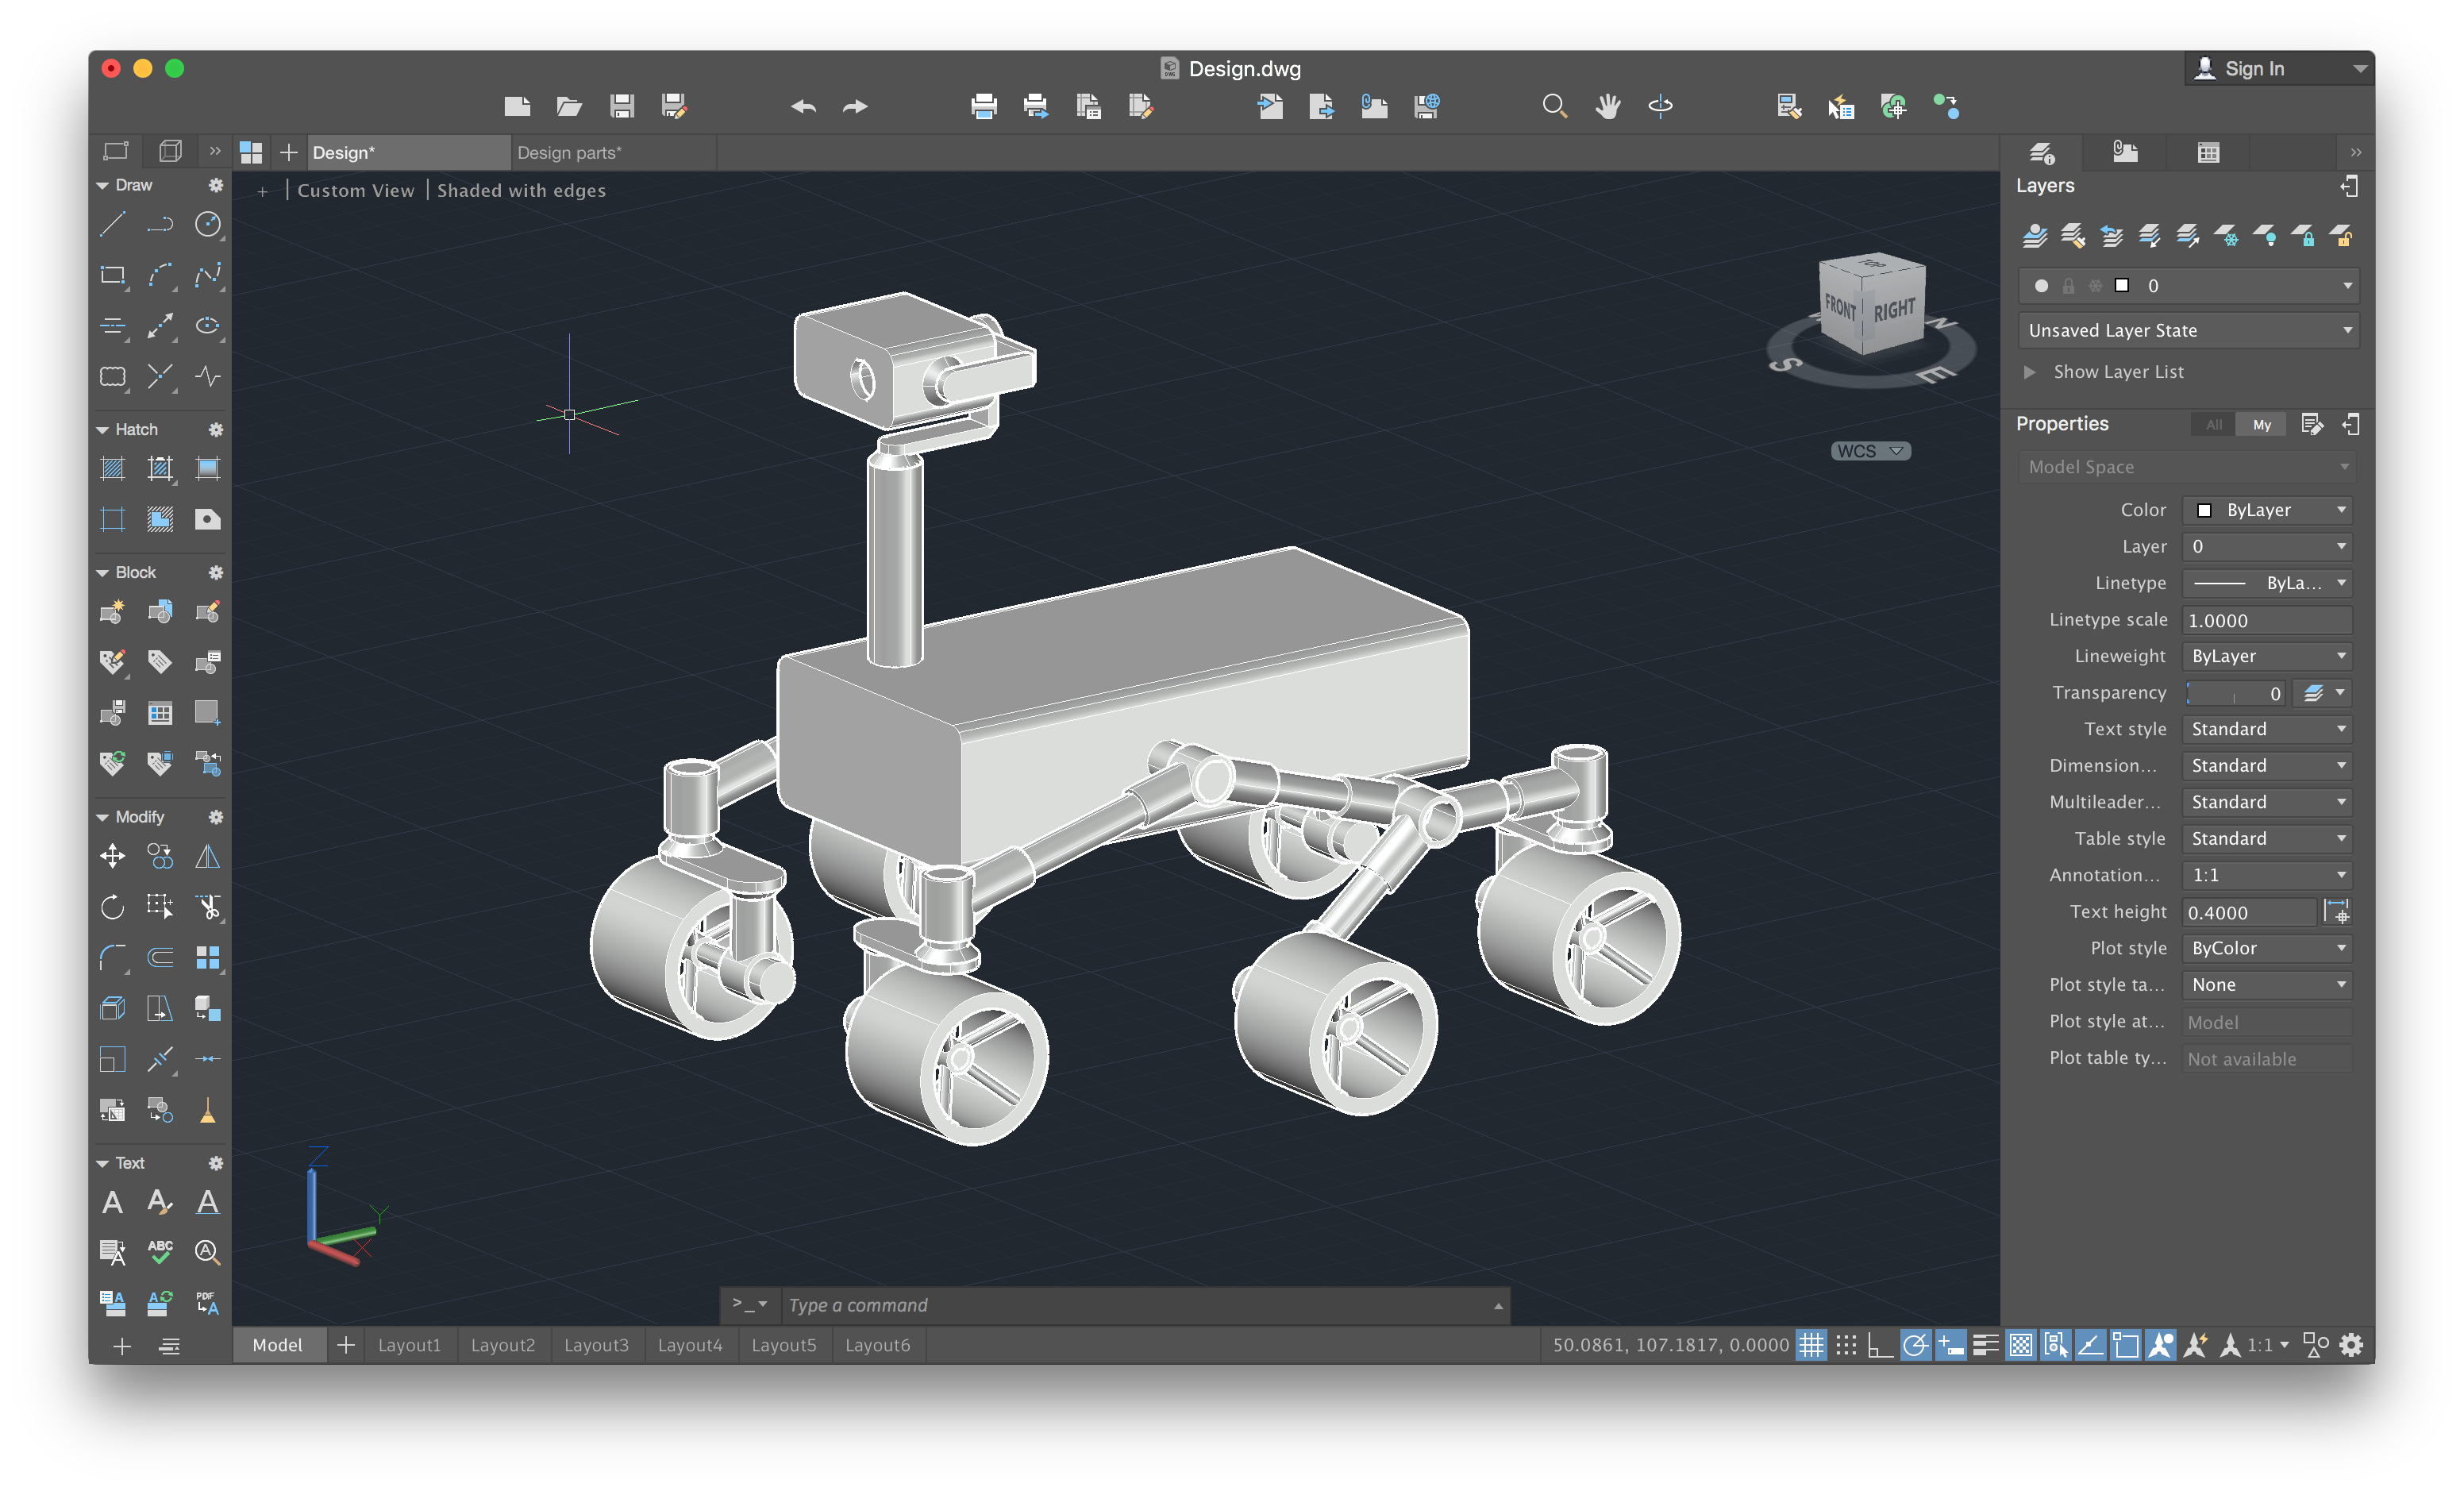 Design.dwg
Sign In
Design*
Design parts*
Draw
+ | Custom View | Shaded with edges
Layers
TOP
FRONT
RIGHT
S
E
N
0
Unsaved Layer State
Show Layer List
Hatch
Properties
All
My
WCS
Model Space
Color
ByLayer
Layer
0
Linetype
ByLa...
Linetype scale
1.0000
Block
Lineweight
ByLayer
Transparency
0
Text style
Standard
Dimension...
Standard
Multileader...
Standard
Modify
Table style
Standard
Annotation...
1:1
Text height
0.4000
Plot style
ByColor
Plot style ta...
None
Plot style at...
Model
Plot table ty...
Not available
Text
A
A
A
A
ABC
A
A
A
PDF
A
Z
Y
X
>_
Type a command
Model
Layout1
Layout2
Layout3
Layout4
Layout5
Layout6
50.0861, 107.1817, 0.0000
1:1